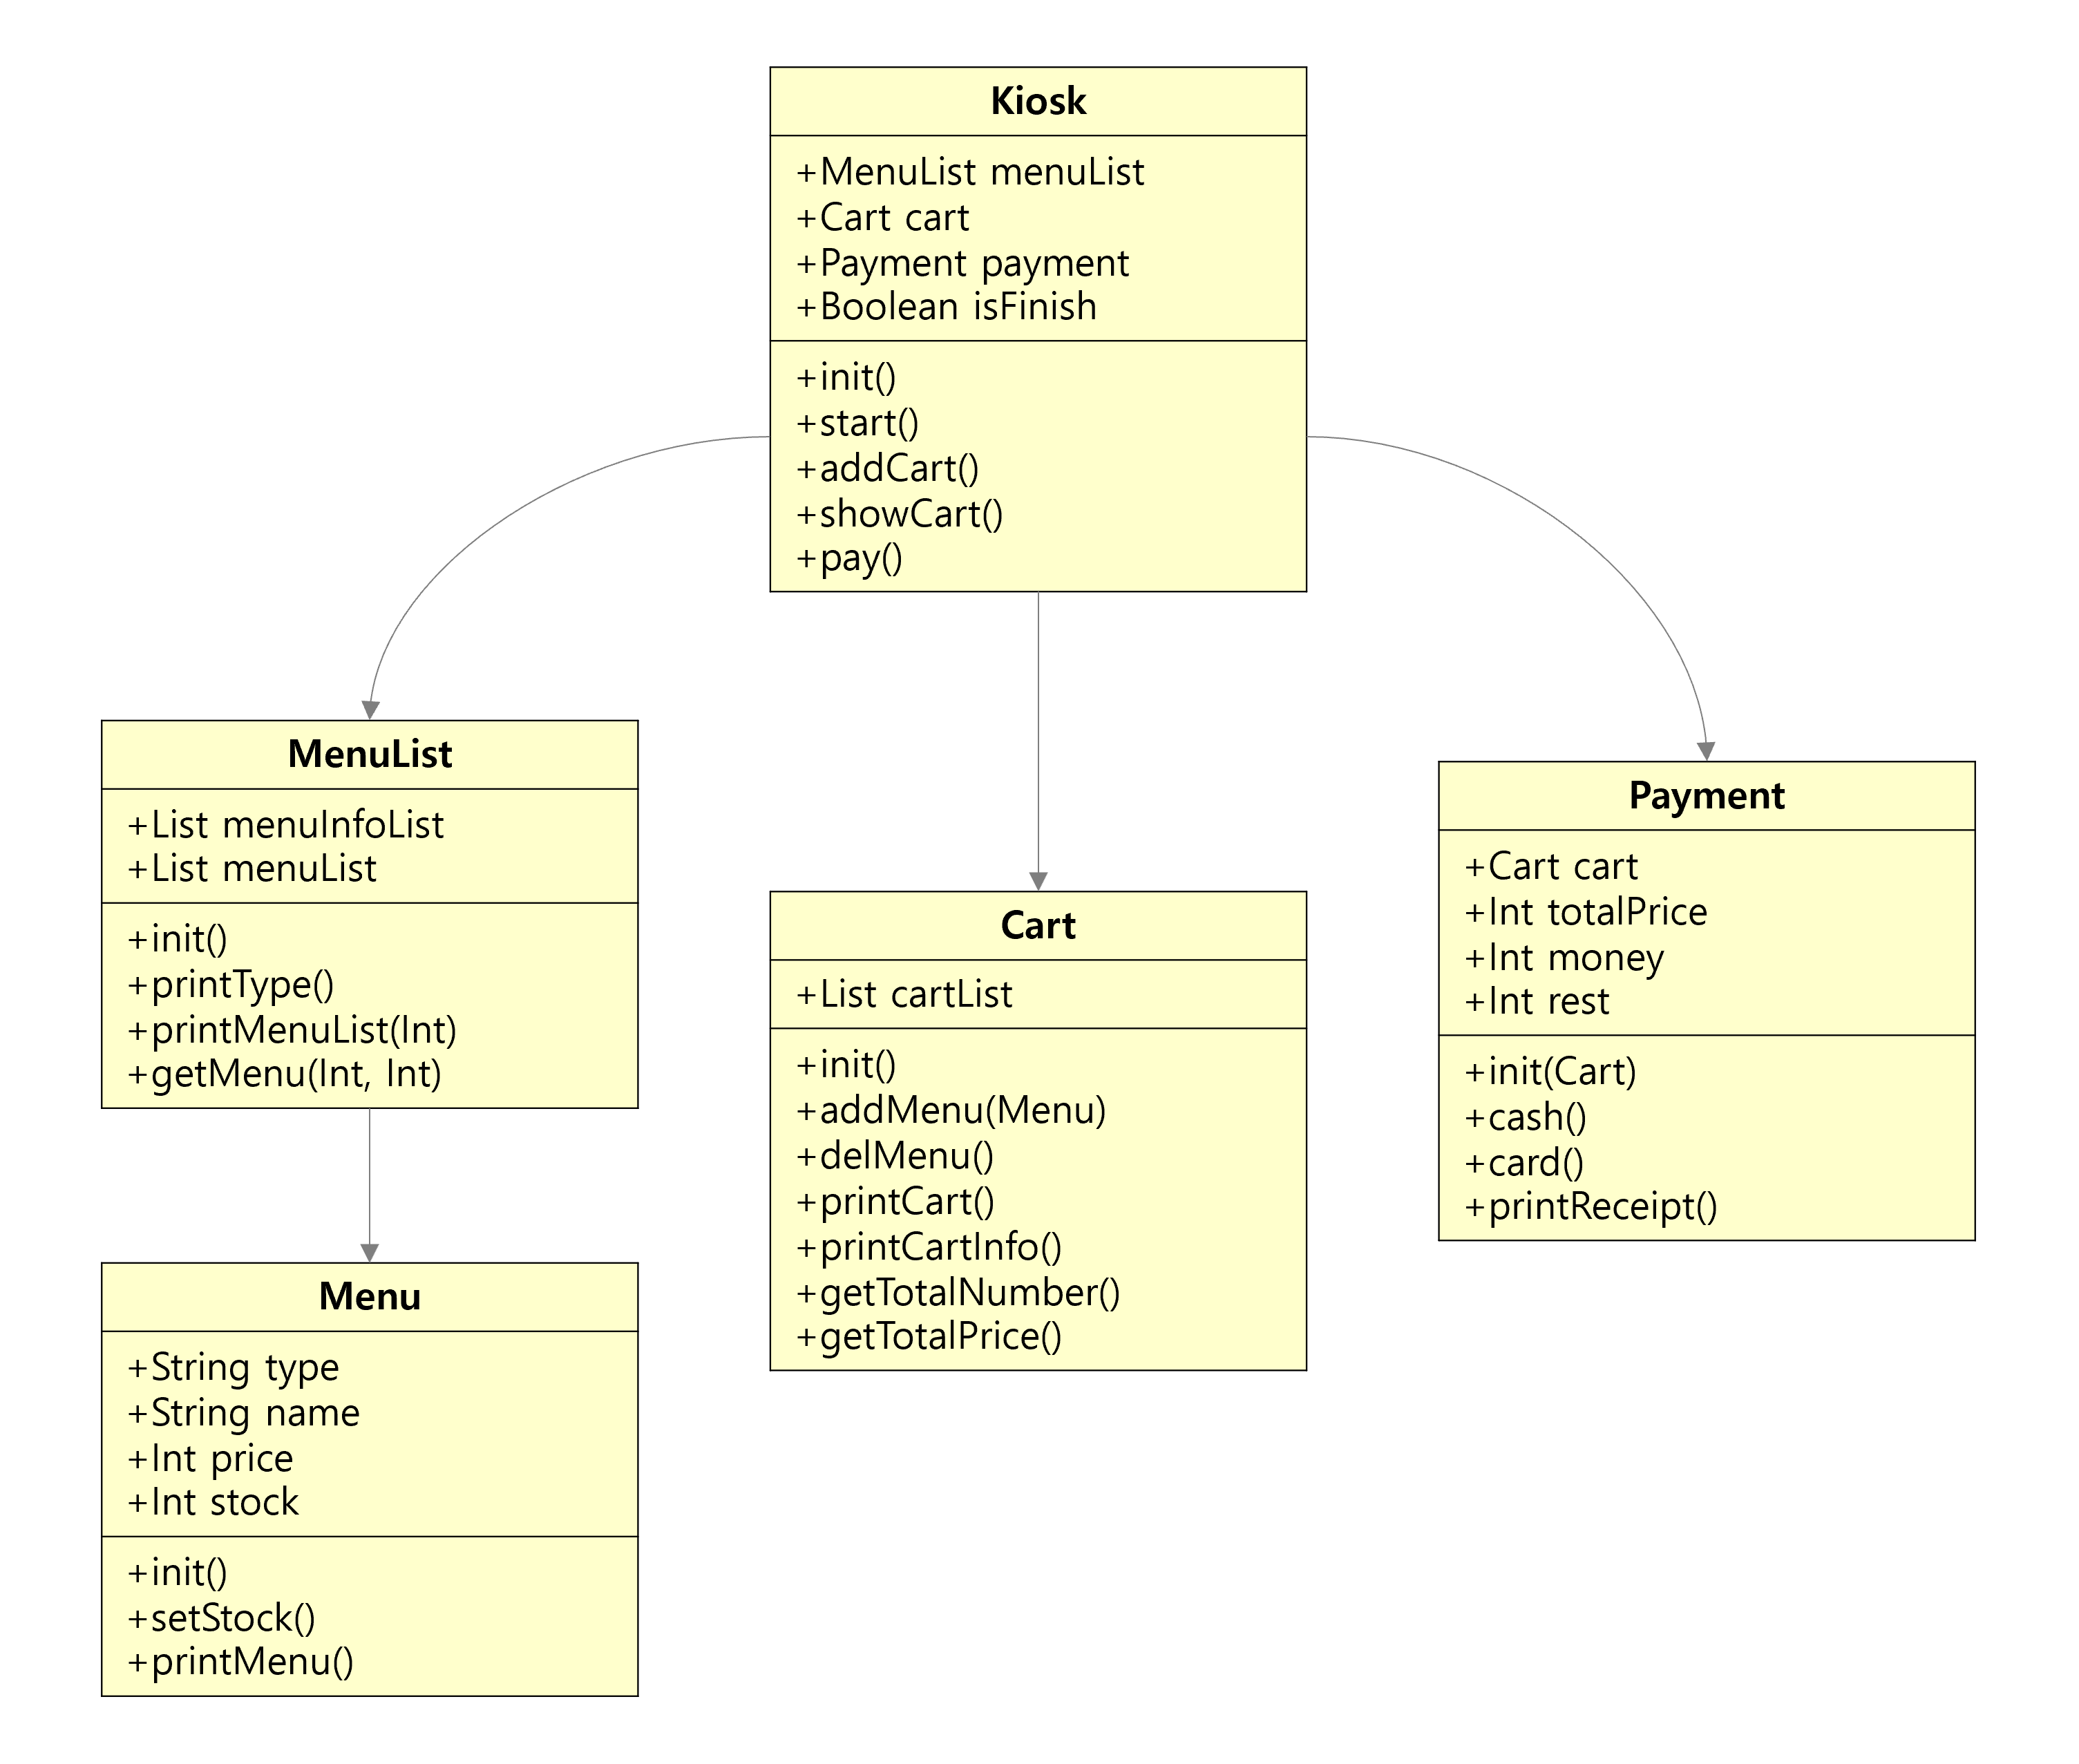 Kiosk
+MenuList menuList
+Cart cart
+Payment payment
+Boolean isFinish
+init()
+start()
+addCart()
+showCart()
+pay()
MenuList
+List menuInfoList
+List menuList
+init()
+printType()
+printMenuList(Int)
+getMenu(Int, Int)
Cart
+List cartList
+init()
+addMenu(Menu)
+delMenu()
+printCart()
+printCartInfo()
+getTotalNumber()
+getTotalPrice()
Payment
+Cart cart
+Int totalPrice
+Int money
+Int rest
+init(Cart)
+cash()
+card()
+printReceipt()
Menu
+String type
+String name
+Int price
+Int stock
+init()
+setStock()
+printMenu()